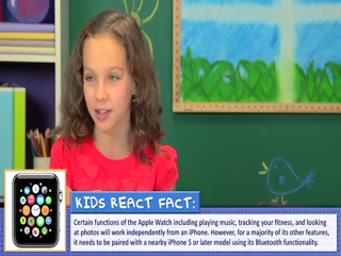 KIDS REACT FACT:
Certain functions of the Apple Watch including playing music, tracking your fitness, and looking
at photos will work independently from an iPhone. However, for a majority of its other features,
it needs to be paired with a nearby iPhone 5 or later model using its Bluetooth functionality.